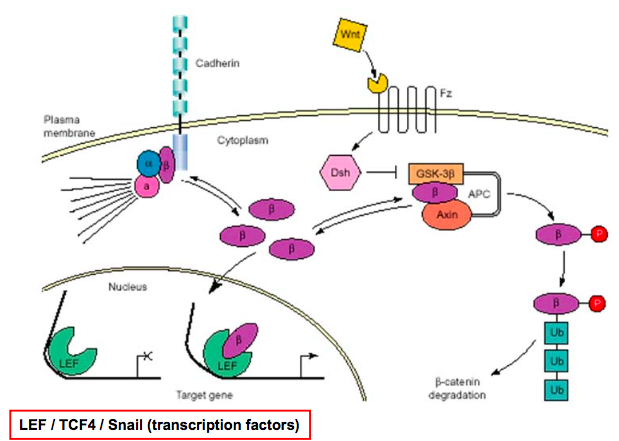 Wnt
Cadherin
Fz
Plasma
membrane
Cytoplasm
α
β
a
Dsh
GSK-3β
β
APC
Axin
β
β
β
β
P
Nucleus
β
P
Ub
Ub
Ub
LEF
β
LEF
Target gene
β-catenin
degradation
LEF / TCF4 / Snail (transcription factors)